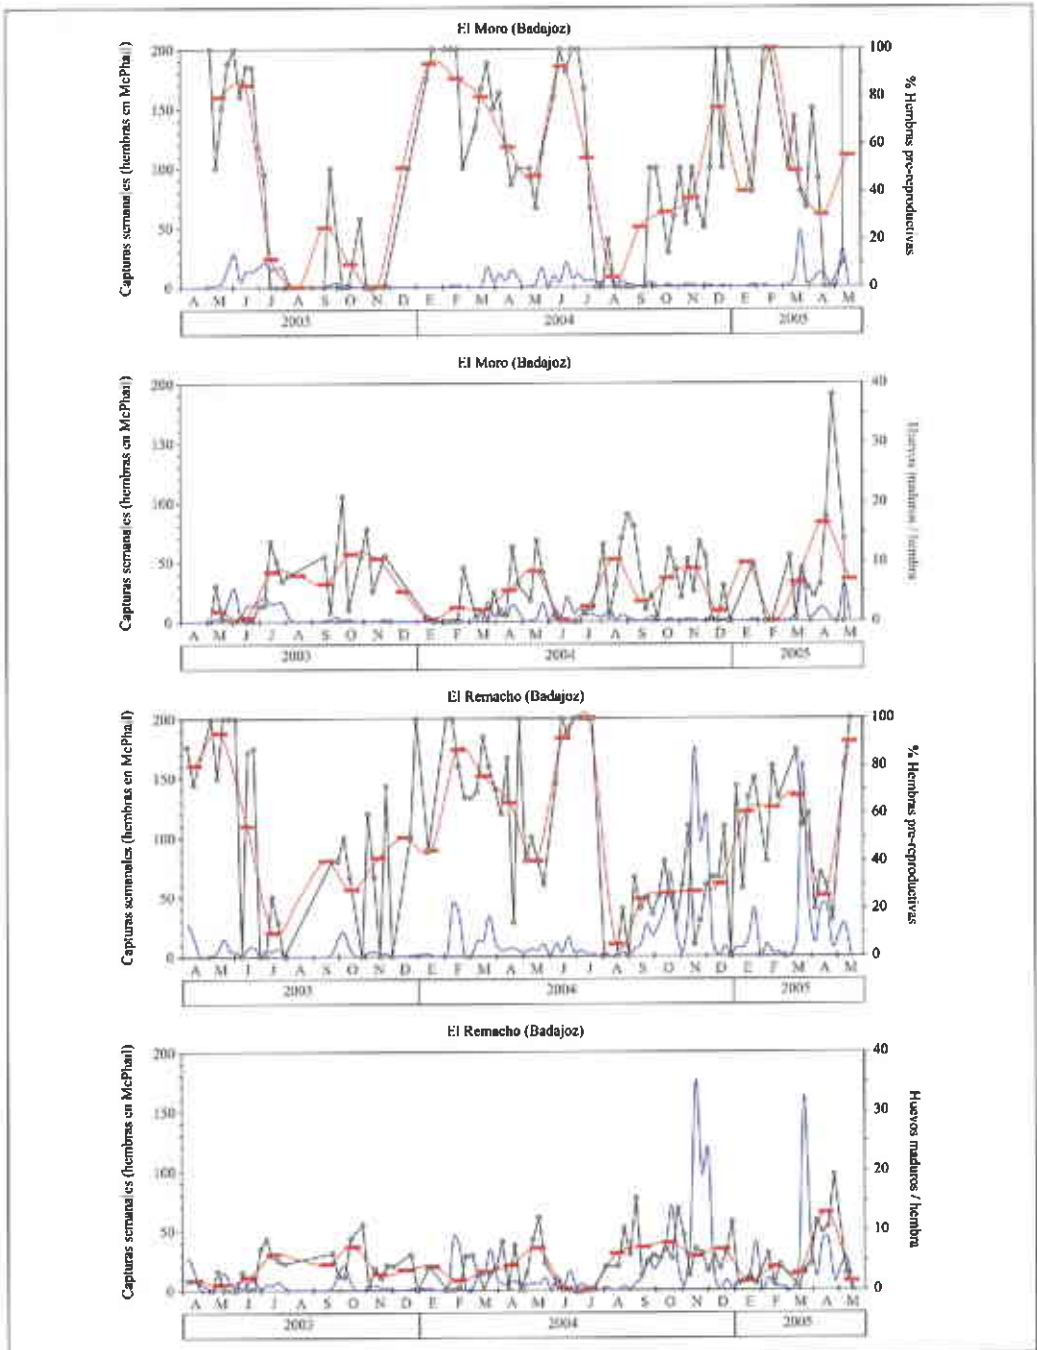 El Moro (Badajoz)
Capturas semanales (hembras en McPhail)
% Hembras pre-reproductivas
200
150
100
50
0
100
80
60
40
20
0
A M J J A S O N D E F M A M J J A S O N D E F M A M
2003 2004 2005
El Moro (Badajoz)
Capturas semanales (hembras en McPhail)
Huevos maduros / hembra
200
150
100
50
0
40
30
20
10
0
A M J J A S O N D E F M A M J J A S O N D E F M A M
2003 2004 2005
El Remacho (Badajoz)
Capturas semanales (hembras en McPhail)
% Hembras pre-reproductivas
200
150
100
50
0
100
80
60
40
20
0
A M J J A S O N D E F M A M J J A S O N D E F M A M
2003 2004 2005
El Remacho (Badajoz)
Capturas semanales (hembras en McPhail)
Huevos maduros / hembra
200
150
100
50
0
40
30
20
10
0
A M J J A S O N D E F M A M J J A S O N D E F M A M
2003 2004 2005